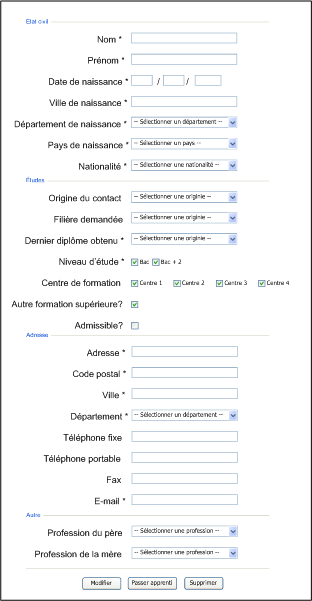 Etat civil
Nom *
Prénom *
Date de naissance * / /
Ville de naissance *
Département de naissance * -- Sélectionner un département --
Pays de naissance * -- Sélectionner un pays --
Nationalité * -- Sélectionner une nationalité --
Études
Origine du contact -- Sélectionner une originie --
Filière demandée -- Sélectionner une originie --
Dernier diplôme obtenu * -- Sélectionner une originie --
Niveau d'étude * Bac Bac + 2
Centre de formation Centre 1 Centre 2 Centre 3 Centre 4
Autre formation supérieure?
Admissible?
Adresse
Adresse *
Code postal *
Ville *
Département * -- Sélectionner un département --
Téléphone fixe
Téléphone portable
Fax
E-mail *
Autre
Profession du père -- Sélectionner une profession --
Profession de la mère -- Sélectionner une profession --
Modifier Passer apprenti Supprimer